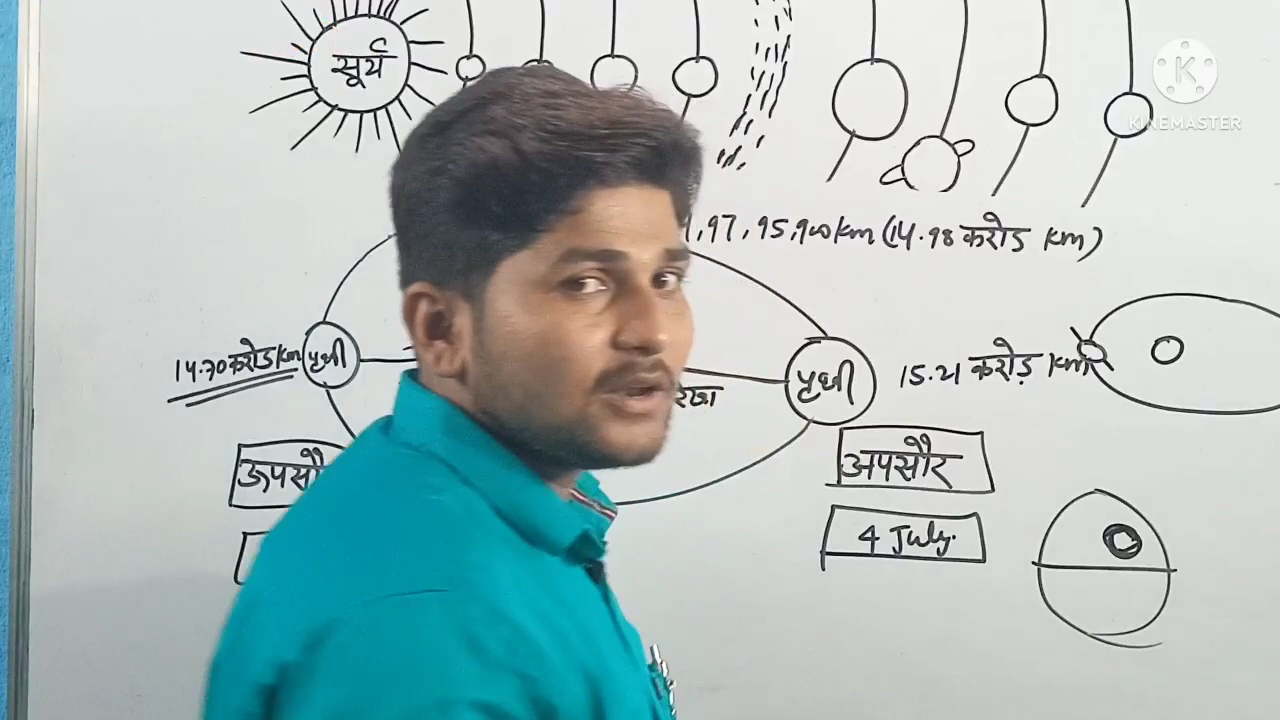 सूर्य
K
KINEMASTER
,97,95,900 km (14.98 करोड़ km)
14.70 करोड़ km
पृथ्वी
पृथ्वी
15.21 करोड़ km
अपसौर
4 July.